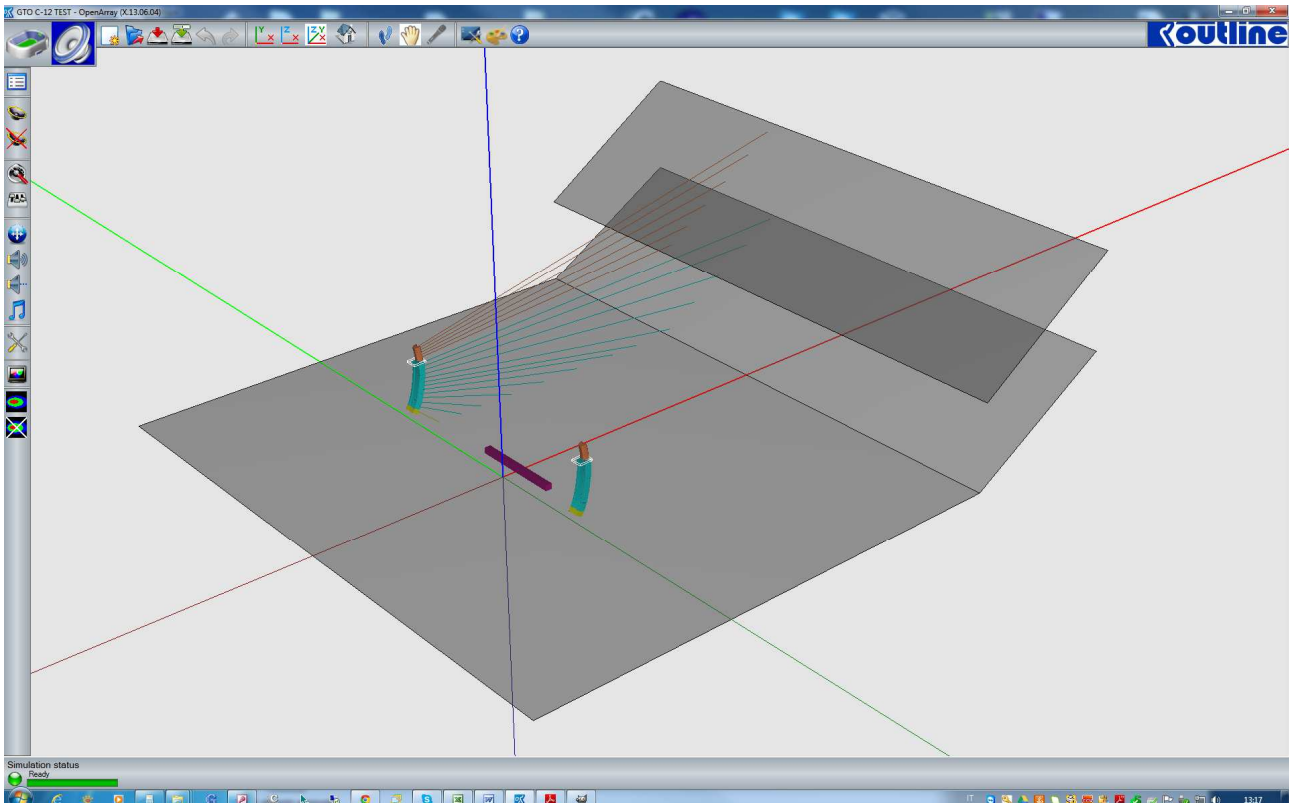 GTO C-12 TEST - OpenArray (X.13.06.04)
outline
Simulation status
Ready
IT
13:17